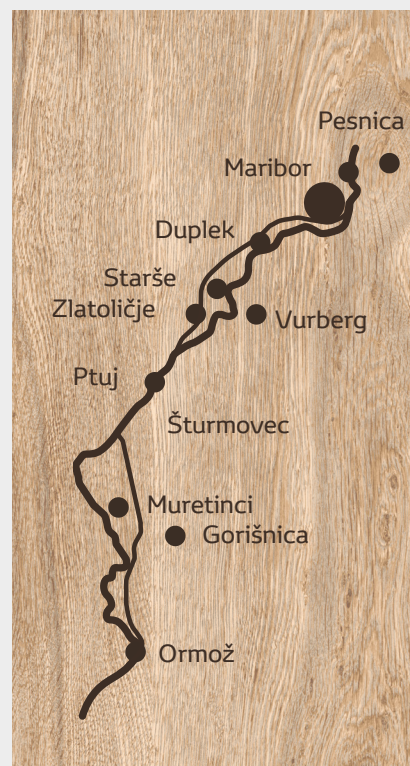 Pesnica
Maribor
Duplek
Starše
Zlatoličje
Vurberg
Ptuj
Šturmovec
Muretinci
Gorišnica
Ormož